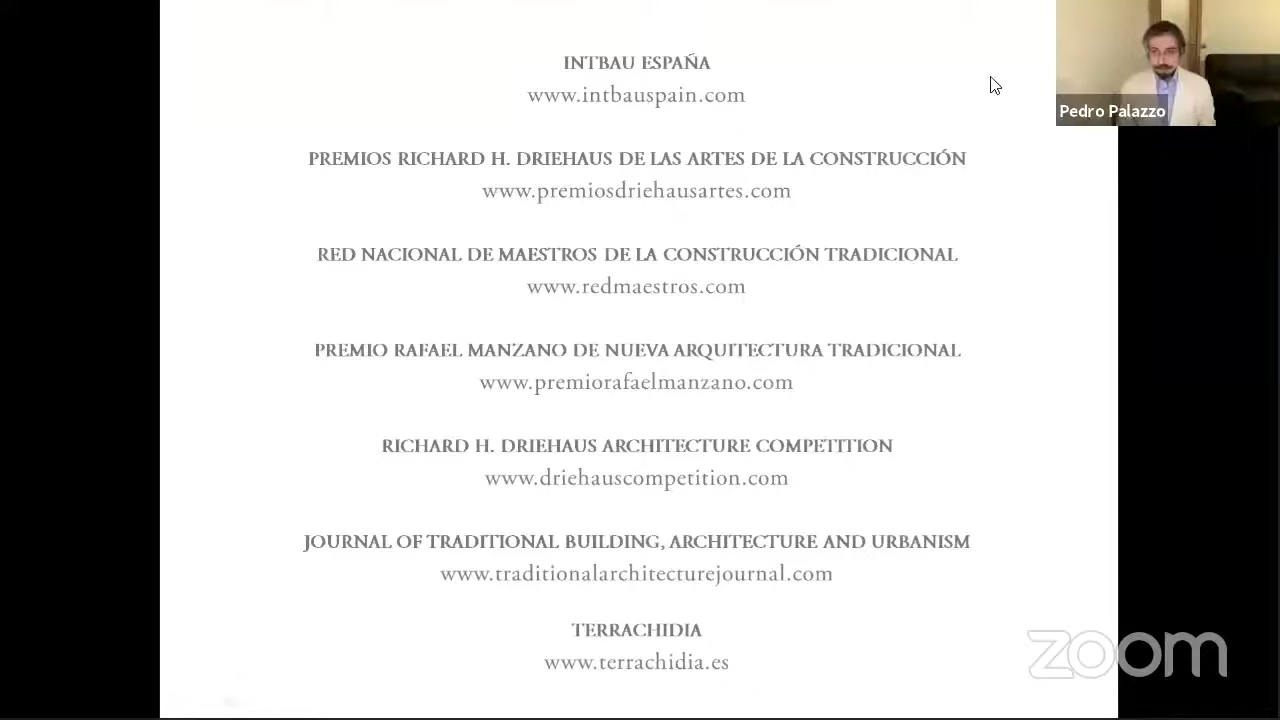 INTBAU ESPAÑA
www.intbauspain.com
PREMIOS RICHARD H. DRIEHAUS DE LAS ARTES DE LA CONSTRUCCIÓN
www.premiosdriehausartes.com
RED NACIONAL DE MAESTROS DE LA CONSTRUCCIÓN TRADICIONAL
www.redmaestros.com
PREMIO RAFAEL MANZANO DE NUEVA ARQUITECTURA TRADICIONAL
www.premiorafaelmanzano.com
RICHARD H. DRIEHAUS ARCHITECTURE COMPETITION
www.driehauscompetition.com
JOURNAL OF TRADITIONAL BUILDING, ARCHITECTURE AND URBANISM
www.traditionalarchitecturejournal.com
TERRACHIDIA
www.terrachidia.es
Pedro Palazzo
zoom